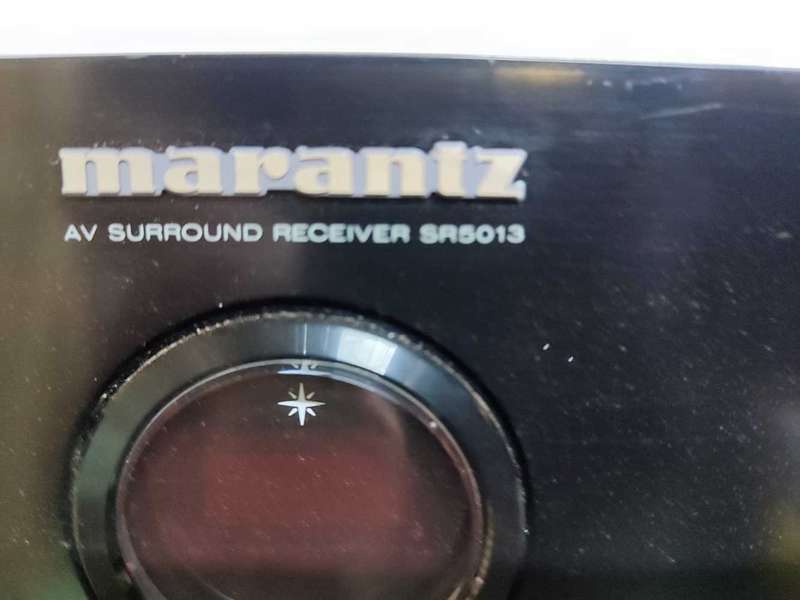 marantz
AV SURROUND RECEIVER SR5013